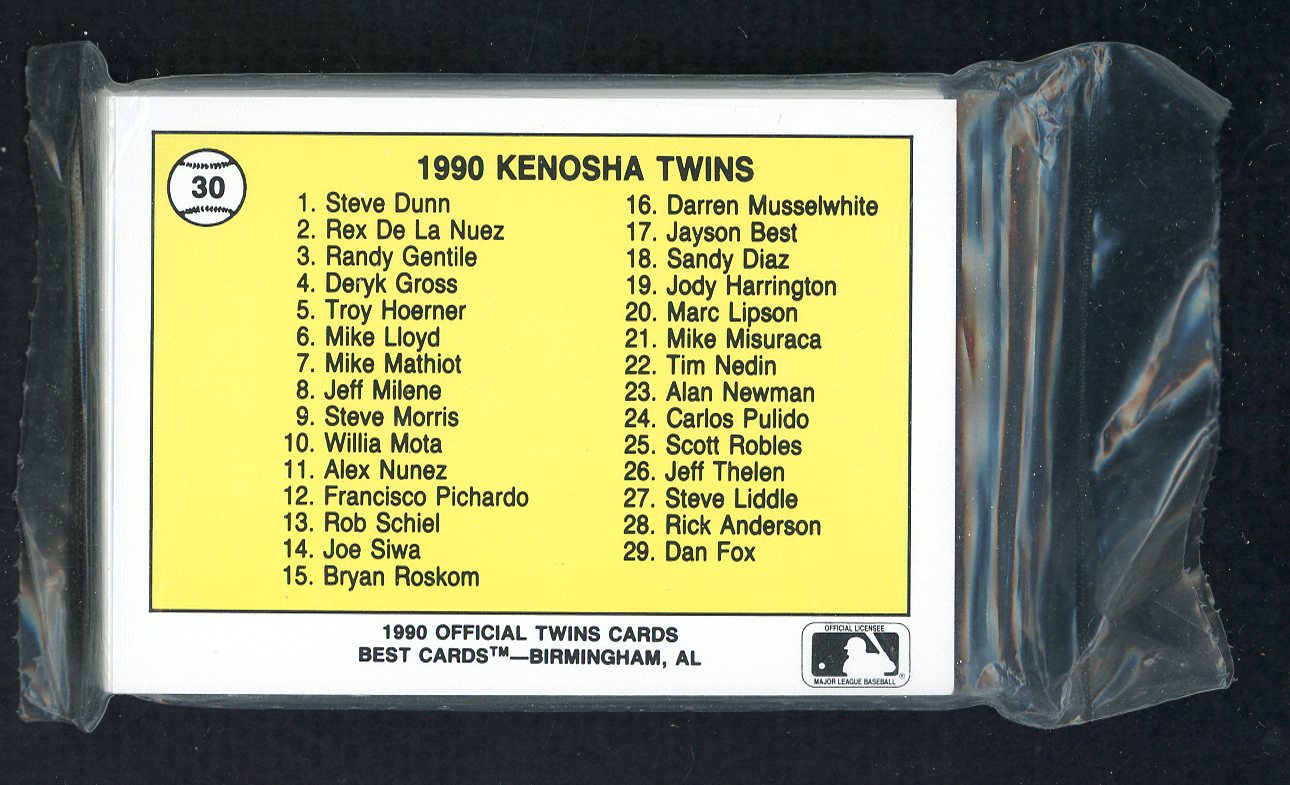 30
1990 KENOSHA TWINS
1. Steve Dunn
2. Rex De La Nuez
3. Randy Gentile
4. Deryk Gross
5. Troy Hoerner
6. Mike Lloyd
7. Mike Mathiot
8. Jeff Milene
9. Steve Morris
10. Willia Mota
11. Alex Nunez
12. Francisco Pichardo
13. Rob Schiel
14. Joe Siwa
15. Bryan Roskom
16. Darren Musselwhite
17. Jayson Best
18. Sandy Diaz
19. Jody Harrington
20. Marc Lipson
21. Mike Misuraca
22. Tim Nedin
23. Alan Newman
24. Carlos Pulido
25. Scott Robles
26. Jeff Thelen
27. Steve Liddle
28. Rick Anderson
29. Dan Fox
1990 OFFICIAL TWINS CARDS
BEST CARDS™—BIRMINGHAM, AL
OFFICIAL LICENSEE
MAJOR LEAGUE BASEBALL®